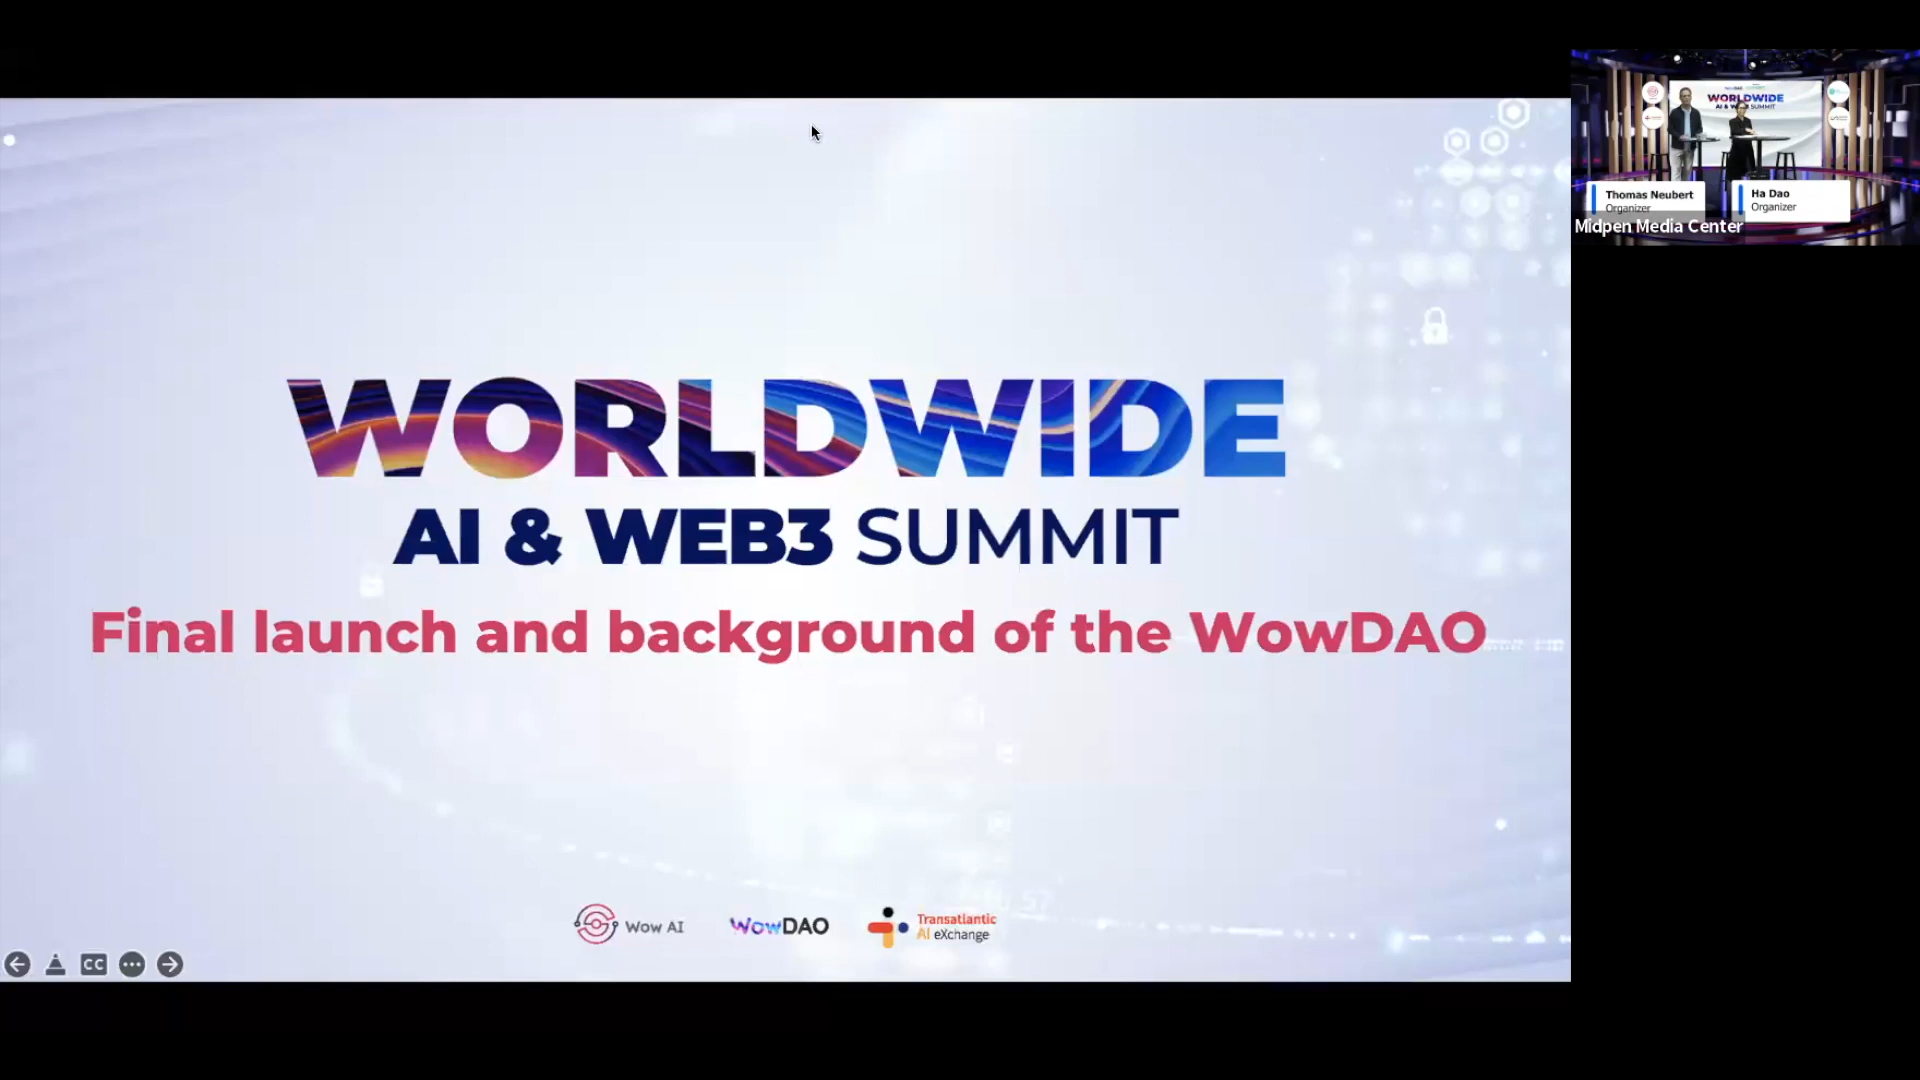 WORLDWIDE
AI & WEB3 SUMMIT
Final launch and background of the WowDAO
Wow AI
WowDAO
Transatlantic
AI eXchange
CC
WORLDWIDE
Thomas Neubert
Organizer
Ha Dao
Organizer
Midpen Media Center